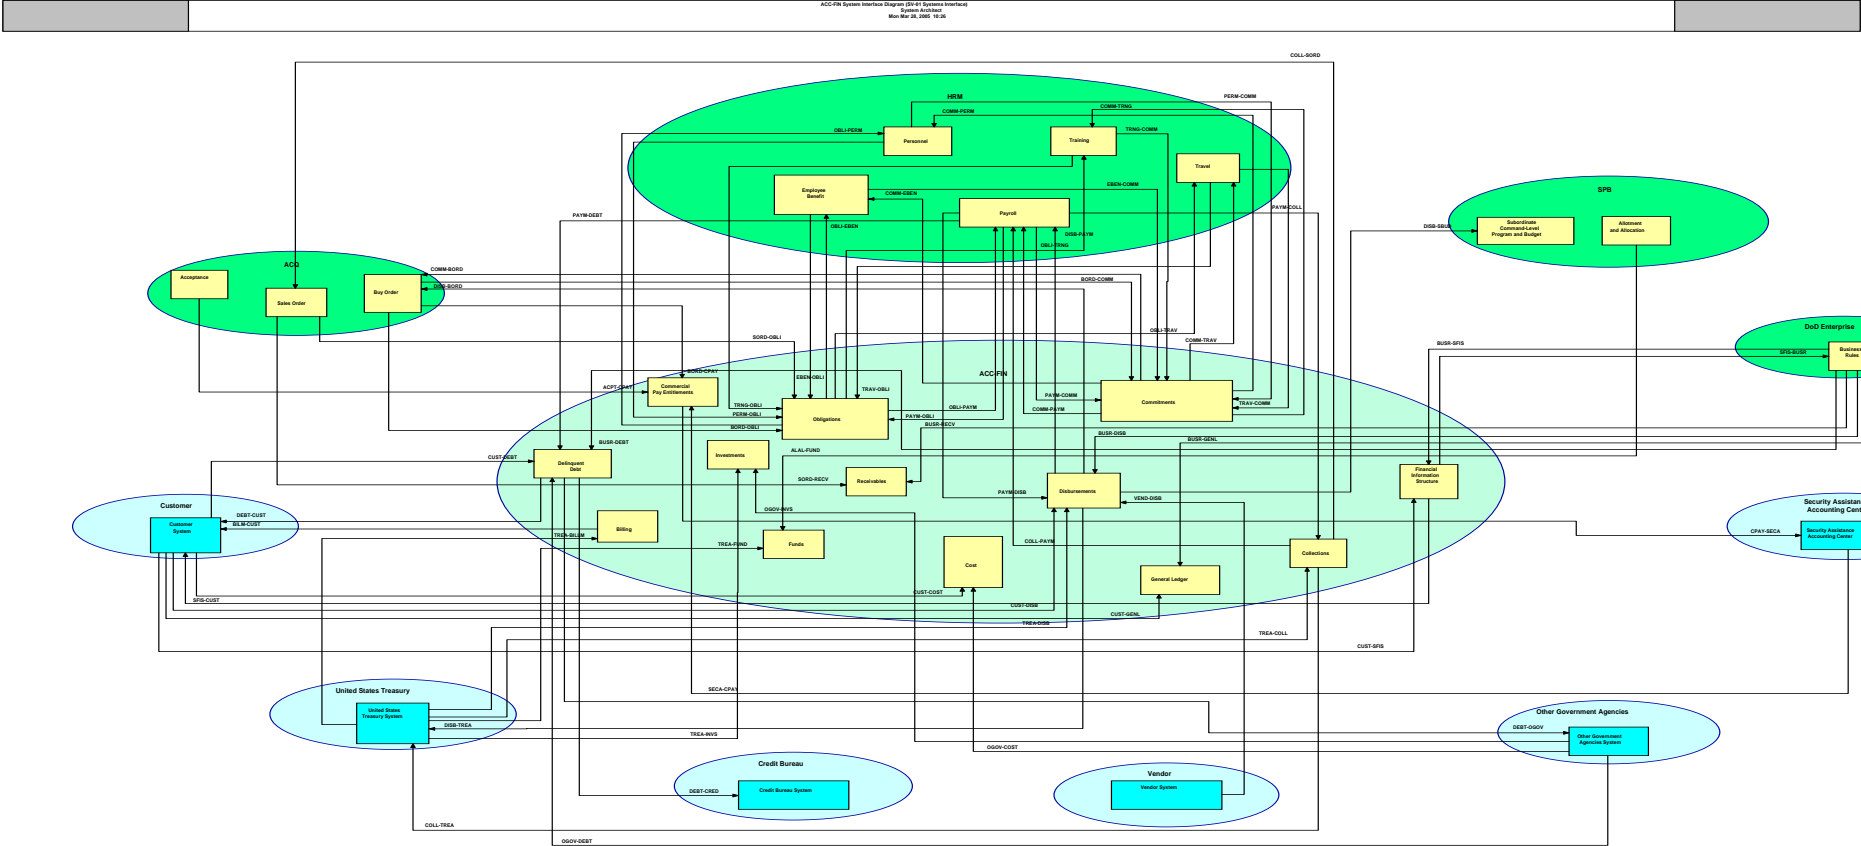 ACC-FIN System Interface Diagram (SV-01 Systems Interface)
System Architect
Mon Mar 28, 2005 10:26
COLL-SORD
HRM
PERM-COMM
COMM-TRNG
COMM-PERM
OBLI-PERM
TRNG-COMM
Personnel
Training
Travel
Employee
Benefit
EBEN-COMM
COMM-EBEN
SPB
PAYM-DEBT
Payroll
PAYM-COLL
OBLI-EBEN
DISB-PAYM
DISB-SBUD
Subordinate
Command-Level
Program and Budget
Allotment
and Allocation
OBLI-TRNG
ACQ
Acceptance
COMM-BORD
BORD-COMM
DISB-BORD
Buy Order
Sales Order
DoD Enterprise
OBLI-TRAV
SORD-OBLI
COMM-TRAV
BUSR-SFIS
SFIS-BUSR
Business
Rules
BORD-CPAY
ACC-FIN
EBEN-OBLI
ACPT-CPAY
Commercial
Pay Entitlements
TRAV-OBLI
PAYM-COMM
Commitments
TRAV-COMM
TRNG-OBLI
OBLI-PAYM
COMM-PAYM
PERM-OBLI
Obligations
PAYM-OBLI
BUSR-RECV
BORD-OBLI
BUSR-DISB
BUSR-DEBT
BUSR-GENL
ALAL-FUND
Investments
CUST-DEBT
Delinquent
Debt
Financial
Information
Structure
SORD-RECV
Receivables
Disbursements
PAYM-DISB
VEND-DISB
Customer
Security Assistan
Accounting Cent
DEBT-CUST
BILM-CUST
Customer
System
OGOV-INVS
Billing
TREA-BILLM
TREA-FUND
Funds
COLL-PAYM
Collections
CPAY-SECA
Security Assistance
Accounting Center
Cost
General Ledger
CUST-COST
SFIS-CUST
CUST-DISB
CUST-GENL
TREA-DISB
TREA-COLL
CUST-SFIS
SECA-CPAY
United States Treasury
United States
Treasury System
DISB-TREA
TREA-INVS
Other Government Agencies
DEBT-OGOV
Other Government
Agencies System
OGOV-COST
Credit Bureau
Vendor
DEBT-CRED
Credit Bureau System
Vendor System
COLL-TREA
OGOV-DEBT